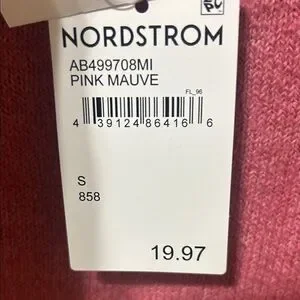 NORDSTROM
AB499708MI
PINK MAUVE
FL_96
4 39124 86416 6
S
858
19.97